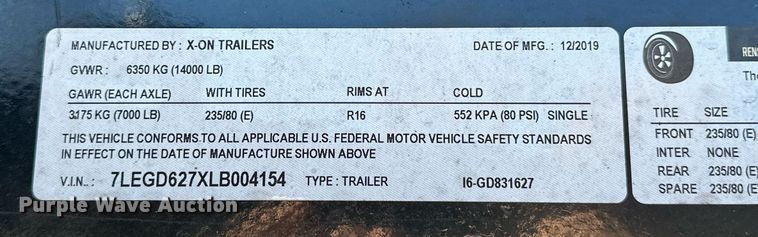 MANUFACTURED BY: X-ON TRAILERS DATE OF MFG.: 12/2019
GVWR: 6350 KG (14000 LB)
GAWR (EACH AXLE) WITH TIRES RIMS AT COLD
3175 KG (7000 LB) 235/80 (E) R16 552 KPA (80 PSI) SINGLE
THIS VEHICLE CONFORMS TO ALL APPLICABLE U.S. FEDERAL MOTOR VEHICLE SAFETY STANDARDS
IN EFFECT ON THE DATE OF MANUFACTURE SHOWN ABOVE
V.I.N.: 7LEGD627XLB004154 TYPE: TRAILER I6-GD831627
TIRE SIZE
FRONT 235/80 (E)
INTER NONE
REAR 235/80 (E)
SPARE 235/80 (E)
Purple Wave Auction